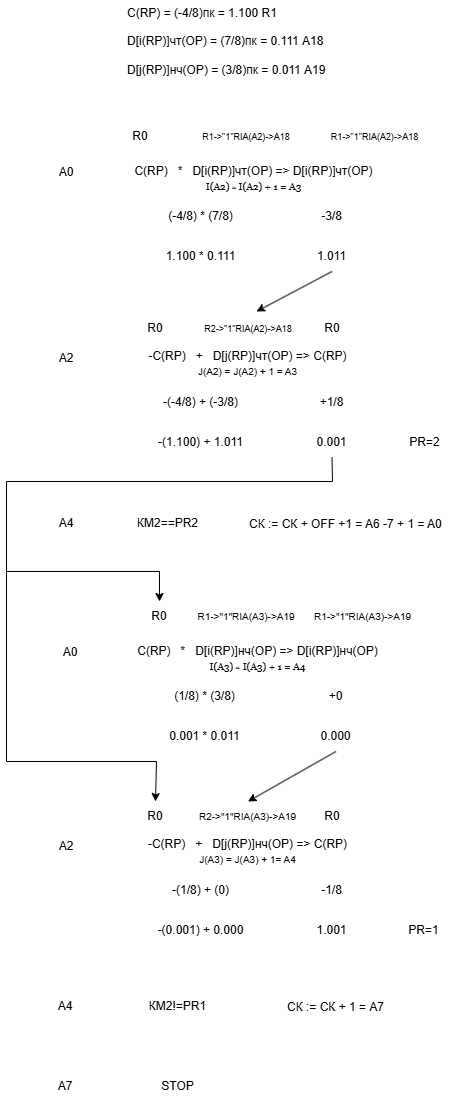 C(RP) = (-4/8)пк = 1.100 R1
D[i(RP)]чт(OP) = (7/8)пк = 0.111 A18
D[j(RP)]нч(OP) = (3/8)пк = 0.011 A19
R0 R1->"1"RIA(A2)->A18 R1->"1"RIA(A2)->A18
A0 C(RP) * D[i(RP)]чт(OP) => D[i(RP)]чт(OP)
I(A2) = I(A2) + 1 = A3
(-4/8) * (7/8) -3/8
1.100 * 0.111 1.011
R0 R2->"1"RIA(A2)->A18 R0
A2 -C(RP) + D[j(RP)]чт(OP) => C(RP)
J(A2) = J(A2) + 1 = A3
-(-4/8) + (-3/8) +1/8
-(1.100) + 1.011 0.001 PR=2
A4 КМ2==PR2 СК := СК + OFF +1 = A6 -7 + 1 = A0
R0 R1->"1"RIA(A3)->A19 R1->"1"RIA(A3)->A19
A0 C(RP) * D[i(RP)]нч(OP) => D[i(RP)]нч(OP)
I(A3) = I(A3) + 1 = A4
(1/8) * (3/8) +0
0.001 * 0.011 0.000
R0 R2->"1"RIA(A3)->A19 R0
A2 -C(RP) + D[j(RP)]нч(OP) => C(RP)
J(A3) = J(A3) + 1= A4
-(1/8) + (0) -1/8
-(0.001) + 0.000 1.001 PR=1
A4 КМ2!=PR1 СК := СК + 1 = A7
A7 STOP